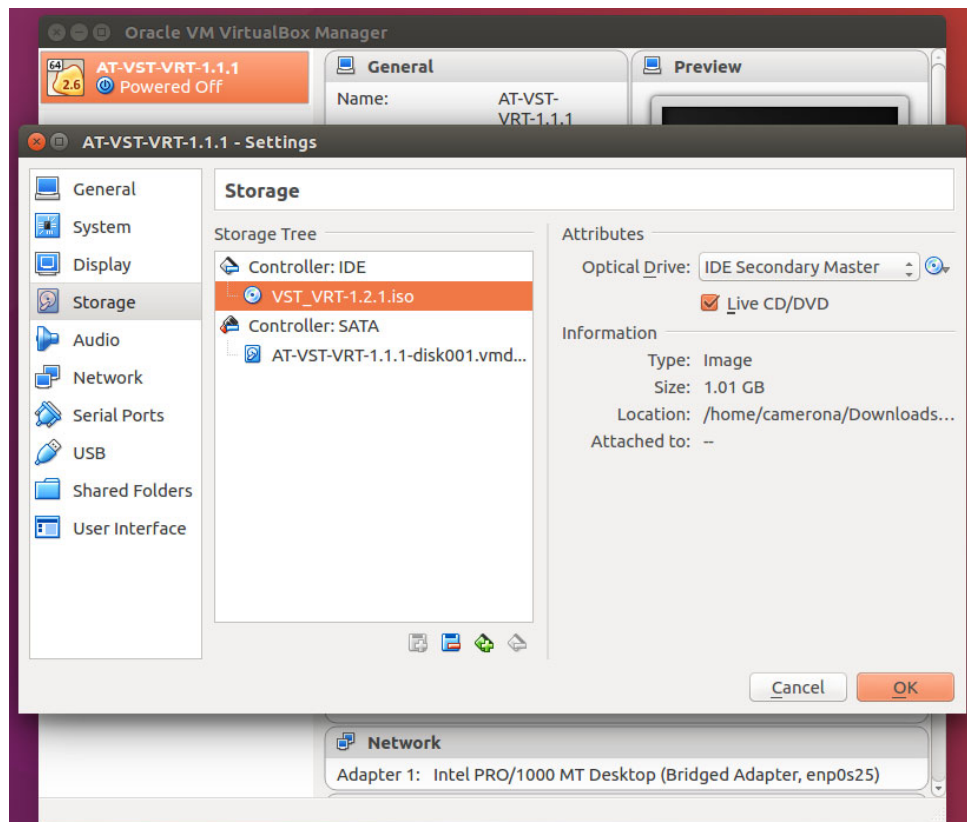 Oracle VM VirtualBox Manager
64
2.6
AT-VST-VRT-1.1.1
Powered Off
General
Name: AT-VST-
VRT-1.1.1
Preview
AT-VST-VRT-1.1.1 - Settings
General
System
Display
Storage
Audio
Network
Serial Ports
USB
Shared Folders
User Interface
Storage
Storage Tree
Controller: IDE
VST_VRT-1.2.1.iso
Controller: SATA
AT-VST-VRT-1.1.1-disk001.vmd...
Attributes
Optical Drive: IDE Secondary Master
Live CD/DVD
Information
Type: Image
Size: 1.01 GB
Location: /home/camerona/Downloads...
Attached to: --
Cancel
OK
Network
Adapter 1: Intel PRO/1000 MT Desktop (Bridged Adapter, enp0s25)